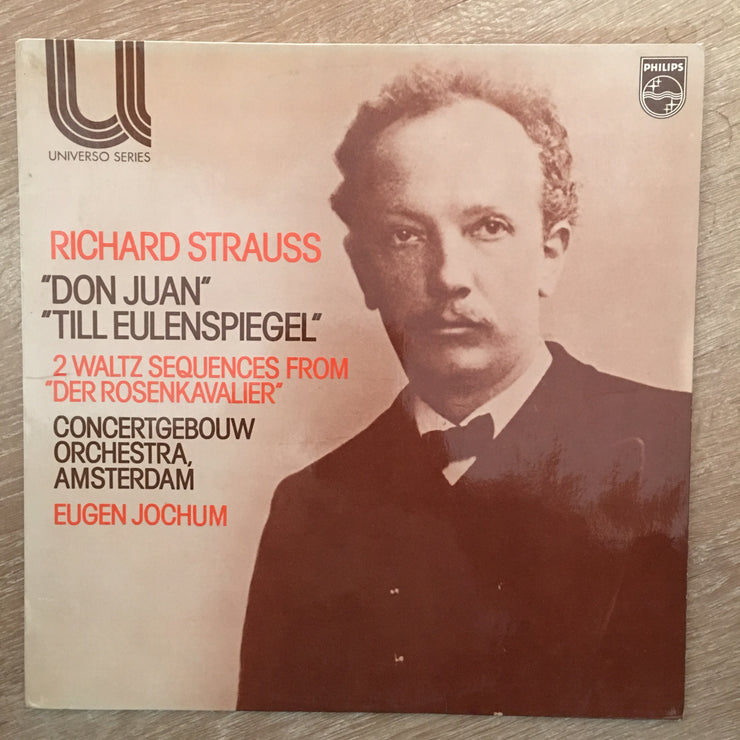 UNIVERSO SERIES
PHILIPS
RICHARD STRAUSS
"DON JUAN"
"TILL EULENSPIEGEL"
2 WALTZ SEQUENCES FROM
"DER ROSENKAVALIER"
CONCERTGEBOUW
ORCHESTRA,
AMSTERDAM
EUGEN JOCHUM